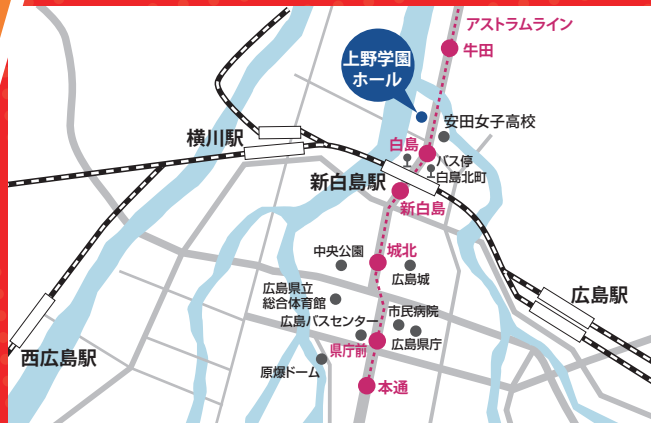 アストラムライン
牛田
上野学園
ホール
安田女子高校
横川駅
白島
バス停
白島北町
新白島駅
新白島
中央公園
城北
広島城
広島県立
総合体育館
広島駅
市民病院
広島バスセンター
県庁前
広島県庁
西広島駅
原爆ドーム
本通